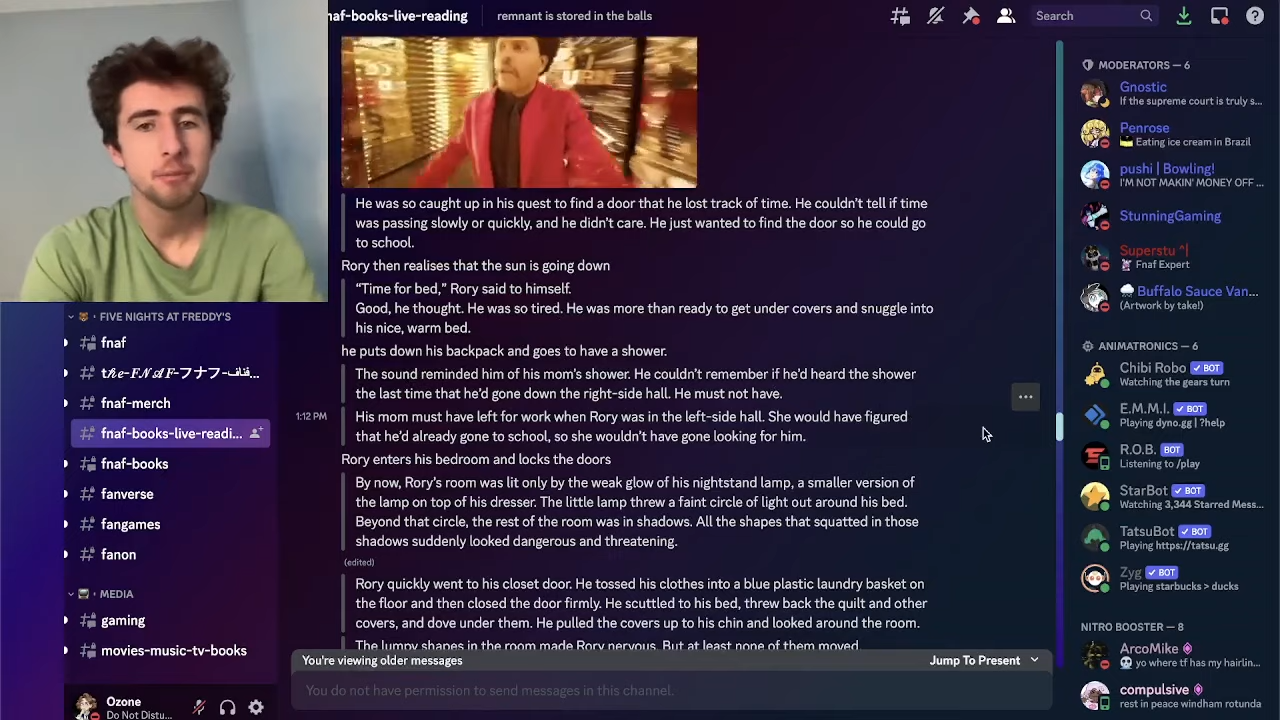 fnaf-books-live-reading
remnant is stored in the balls
Search
He was so caught up in his quest to find a door that he lost track of time. He couldn't tell if time
was passing slowly or quickly, and he didn't care. He just wanted to find the door so he could go
to school.
Rory then realises that the sun is going down
“Time for bed,” Rory said to himself.
Good, he thought. He was so tired. He was more than ready to get under covers and snuggle into
his nice, warm bed.
he puts down his backpack and goes to have a shower.
The sound reminded him of his mom's shower. He couldn't remember if he'd heard the shower
the last time that he'd gone down the right-side hall. He must not have.
1:12 PM
His mom must have left for work when Rory was in the left-side hall. She would have figured
that he'd already gone to school, so she wouldn't have gone looking for him.
Rory enters his bedroom and locks the doors
By now, Rory's room was lit only by the weak glow of his nightstand lamp, a smaller version of
the lamp on top of his dresser. The little lamp threw a faint circle of light out around his bed.
Beyond that circle, the rest of the room was in shadows. All the shapes that squatted in those
shadows suddenly looked dangerous and threatening.
(edited)
Rory quickly went to his closet door. He tossed his clothes into a blue plastic laundry basket on
the floor and then closed the door firmly. He scuttled to his bed, threw back the quilt and other
covers, and dove under them. He pulled the covers up to his chin and looked around the room.
The lumpy shapes in the room made Rory nervous. But at least none of them moved
You're viewing older messages
Jump To Present
You do not have permission to send messages in this channel.
FIVE NIGHTS AT FREDDY'S
fnaf
fnaf-merch
fnaf-books-live-readi...
fnaf-books
fanverse
fangames
fanon
MEDIA
gaming
movies-music-tv-books
Ozone
Do Not Distu...
MODERATORS — 6
Gnostic
If the supreme court is truly s...
Penrose
Eating ice cream in Brazil
pushi | Bowling!
I'M NOT MAKIN' MONEY OFF ...
StunningGaming
Superstu ^|
Fnaf Expert
Buffalo Sauce Van...
(Artwork by take!)
ANIMATRONICS — 6
Chibi Robo BOT
Watching the gears turn
E.M.M.I. BOT
Playing dyno.gg | ?help
R.O.B. BOT
Listening to /play
StarBot BOT
Watching 3,344 Starred Mess...
TatsuBot BOT
Playing https://tatsu.gg
Zyg BOT
Playing starbucks > ducks
NITRO BOOSTER — 8
ArcoMike
yo where tf has my hairlin...
compulsive
rest in peace windham rotunda